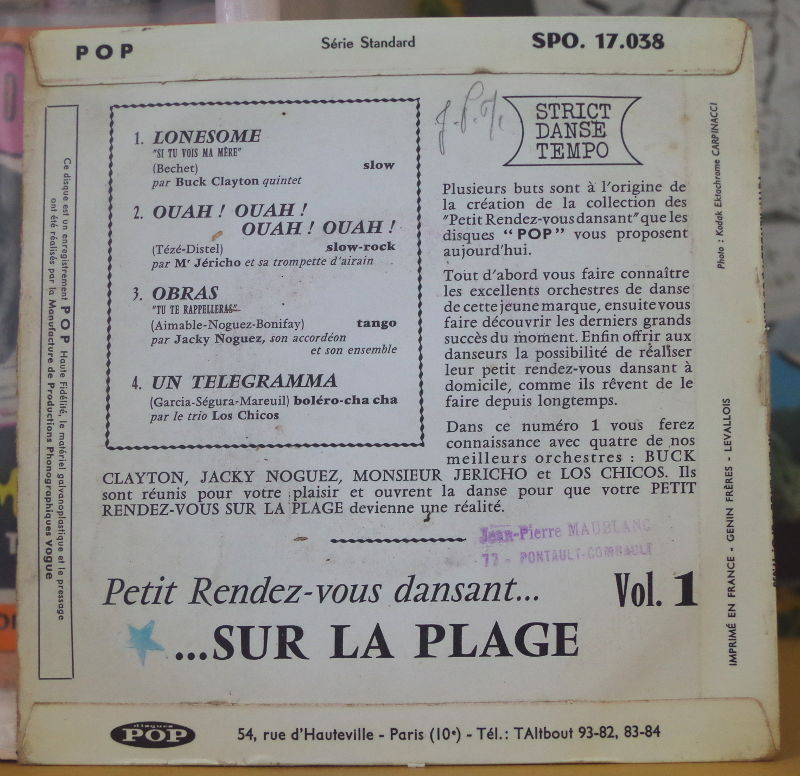 POP
Série Standard
SPO. 17.038
1. LONESOME
"SI TU VOIS MA MÈRE"
(Bechet) slow
par Buck Clayton quintet
2. OUAH ! OUAH !
OUAH ! OUAH !
(Tézé-Distel) slow-rock
par Mr Jéricho et sa trompette d'airain
3. OBRAS
"TU TE RAPPELLERAS"
(Aimable-Noguez-Bonifay) tango
par Jacky Noguez, son accordéon
et son ensemble
4. UN TELEGRAMMA
(Garcia-Ségura-Mareuil) boléro-cha cha
par le trio Los Chicos
J.P.M.
STRICT
DANSE
TEMPO
Plusieurs buts sont à l'origine de
la création de la collection des
"Petit Rendez-vous dansant" que les
disques "POP" vous proposent
aujourd'hui.
Tout d'abord vous faire connaître
les excellents orchestres de danse
de cette jeune marque, ensuite vous
faire découvrir les derniers grands
succès du moment. Enfin offrir aux
danseurs la possibilité de réaliser
leur petit rendez-vous dansant à
domicile, comme ils rêvent de le
faire depuis longtemps.
Dans ce numéro 1 vous ferez
connaissance avec quatre de nos
meilleurs orchestres : BUCK
CLAYTON, JACKY NOGUEZ, MONSIEUR JERICHO et LOS CHICOS. Ils
sont réunis pour votre plaisir et ouvrent la danse pour que votre PETIT
RENDEZ-VOUS SUR LA PLAGE devienne une réalité.
Jean-Pierre MAUBLANC
77 - PONTAULT-COMBAULT
Petit Rendez-vous dansant... Vol. 1
...SUR LA PLAGE
disques
POP
54, rue d'Hauteville - Paris (10e) - Tél. : TAItbout 93-82, 83-84
Ce disque est un enregistrement POP Haute Fidélité, le matériel galvanoplastique et le pressage
ont été réalisés par la Manufacture de Productions Phonographiques VOGUE
Photo : Kodak Ektachrome CARPINACCI
IMPRIMÉ EN FRANCE - GENIN FRÈRES - LEVALLOIS